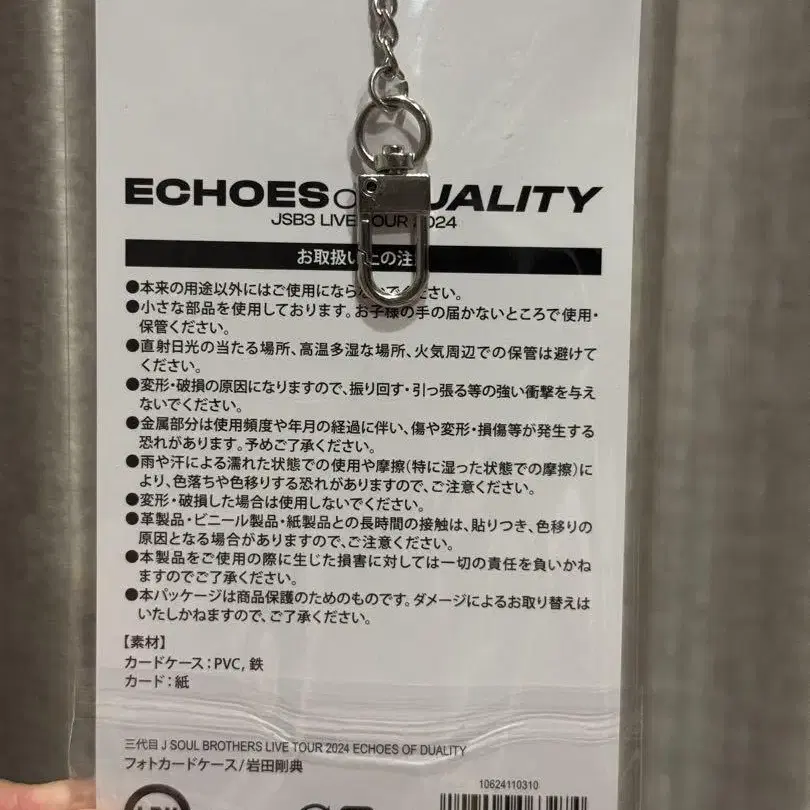 ECHOES OF DUALITY
JSB3 LIVE TOUR 2024
お取扱い上の注
●本来の用途以外にはご使用にならないでください。
●小さな部品を使用しております。お子様の手の届かないところで使用・
保管ください。
●直射日光の当たる場所、高温多湿な場所、火気周辺での保管は避けて
ください。
●変形・破損の原因になりますので、振り回す・引っ張る等の強い衝撃を与え
ないでください。
●金属部分は使用頻度や年月の経過に伴い、傷や変形・損傷等が発生する
恐れがあります。予めご了承ください。
●雨や汗による濡れた状態での使用や摩擦(特に湿った状態での摩擦)に
より、色落ちや色移りする恐れがありますので、ご注意ください。
●変形・破損した場合は使用しないでください。
●革製品・ビニール製品・紙製品との長時間の接触は、貼りつき、色移りの
原因となる場合がありますので、ご注意ください。
●本製品をご使用の際に生じた損害に対しては一切の責任を負いかね
ますのでご了承ください。
●本パッケージは商品保護のためのものです。ダメージによるお取り替えは
いたしかねますので、ご了承ください。
【素材】
カードケース:PVC, 鉄
カード:紙
三代目 J SOUL BROTHERS LIVE TOUR 2024 ECHOES OF DUALITY
フォトカードケース/岩田剛典
10624110310